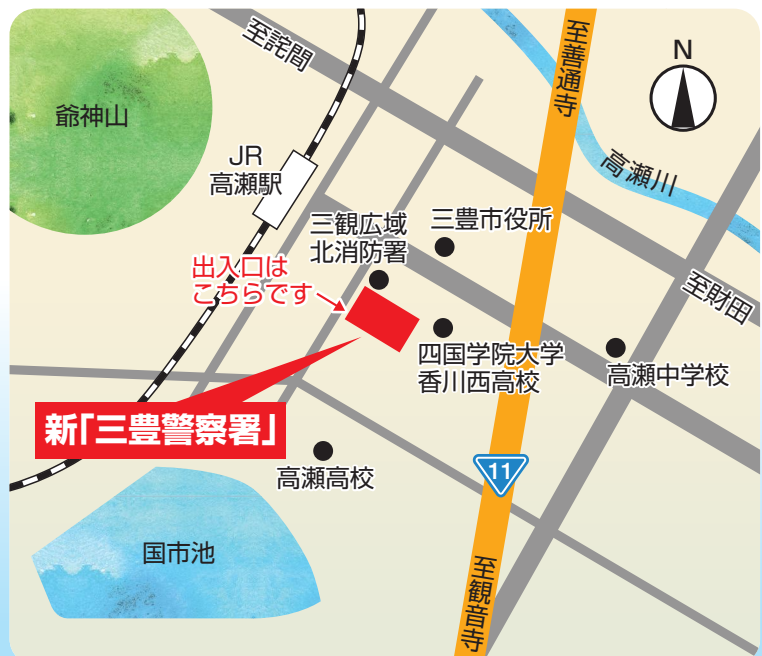 至詫間
至善通寺
N
爺神山
JR
高瀬駅
高瀬川
三観広域
北消防署
三豊市役所
出入口は
こちらです
至財田
四国学院大学
香川西高校
高瀬中学校
新「三豊警察署」
11
高瀬高校
国市池
至観音寺